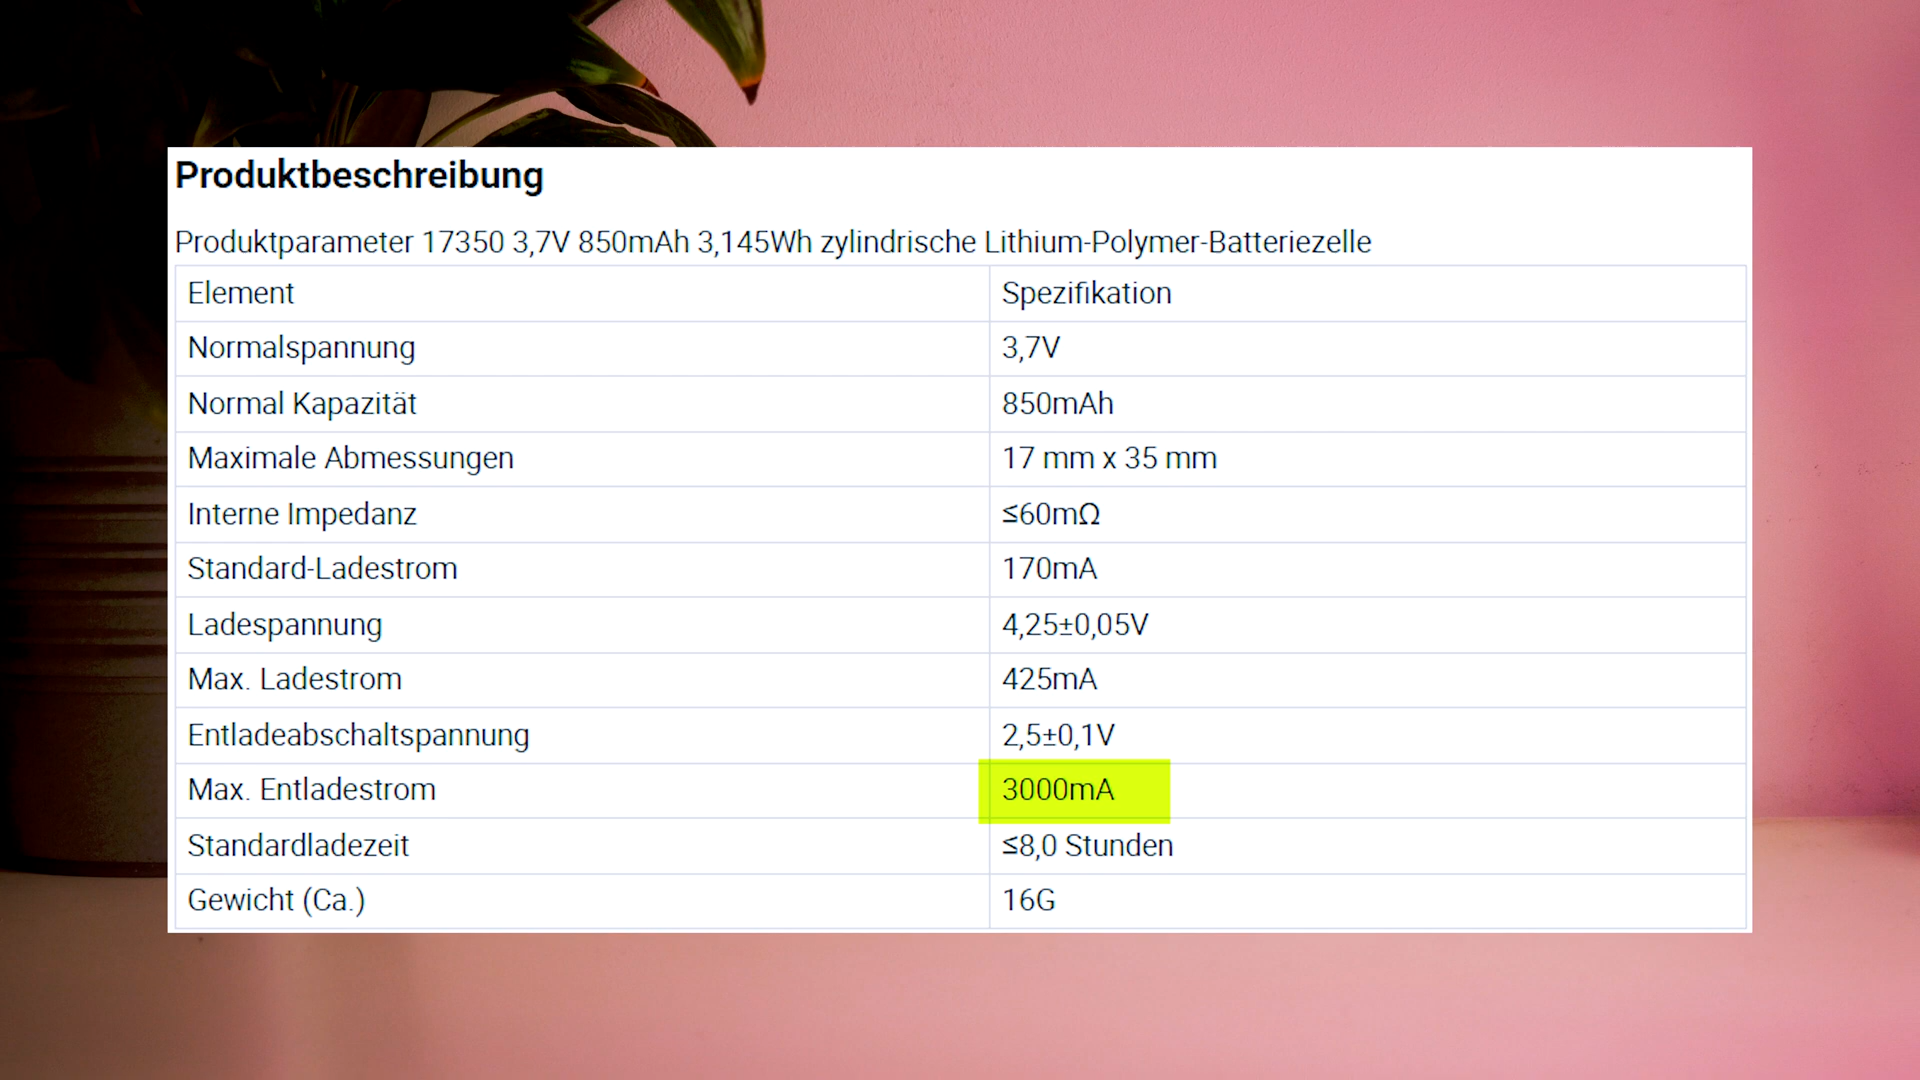 Produktbeschreibung
Produktparameter 17350 3,7V 850mAh 3,145Wh zylindrische Lithium-Polymer-Batteriezelle
Element Spezifikation
Normalspannung 3,7V
Normal Kapazität 850mAh
Maximale Abmessungen 17 mm x 35 mm
Interne Impedanz ≤60mΩ
Standard-Ladestrom 170mA
Ladespannung 4,25±0,05V
Max. Ladestrom 425mA
Entladeabschaltspannung 2,5±0,1V
Max. Entladestrom 3000mA
Standardladezeit ≤8,0 Stunden
Gewicht (Ca.) 16G